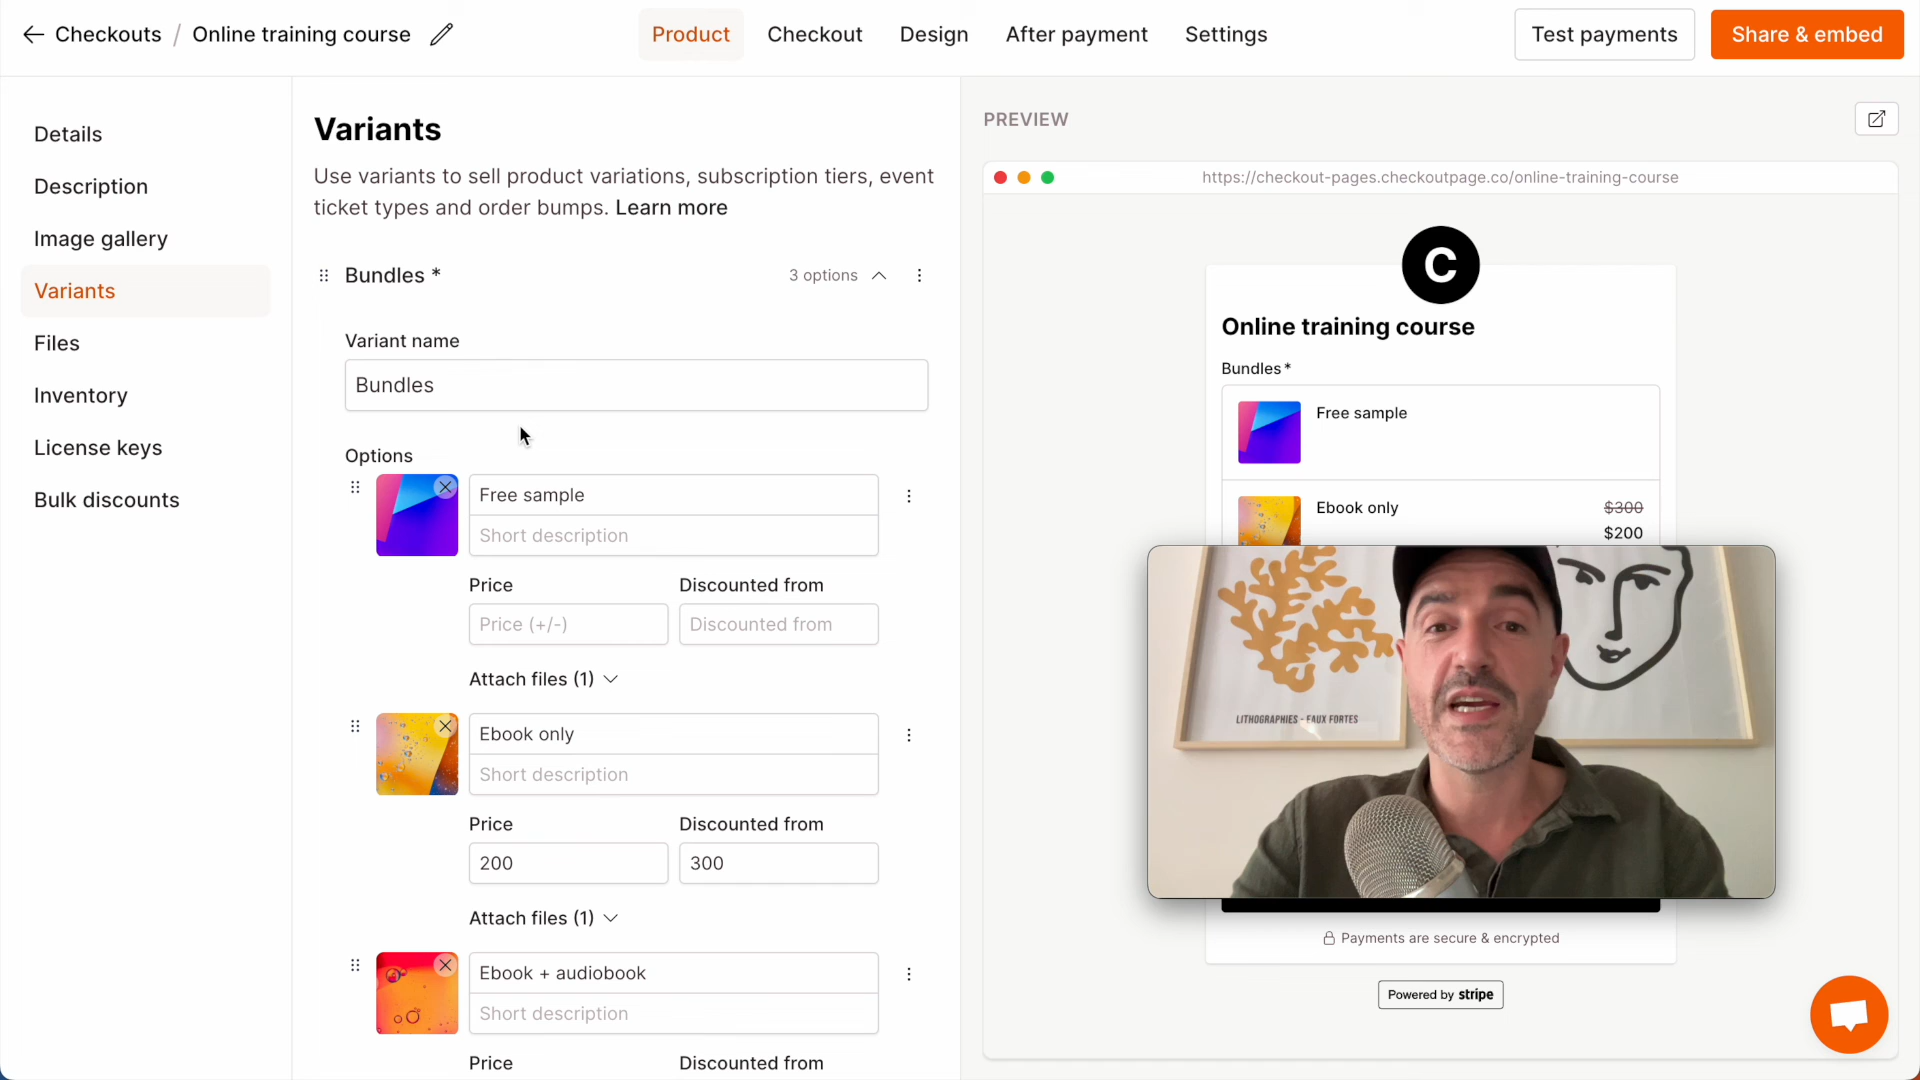 Checkouts / Online training course
Product
Checkout
Design
After payment
Settings
Test payments
Share & embed
Details
Description
Image gallery
Variants
Files
Inventory
License keys
Bulk discounts
Variants
Use variants to sell product variations, subscription tiers, event
ticket types and order bumps. Learn more
Bundles *
3 options
Variant name
Bundles
Options
Free sample
Short description
Price
Discounted from
Price (+/-)
Discounted from
Attach files (1)
Ebook only
Short description
Price
Discounted from
200
300
Attach files (1)
Ebook + audiobook
Short description
Price
Discounted from
PREVIEW
https://checkout-pages.checkoutpage.co/online-training-course
C
Online training course
Bundles *
Free sample
Ebook only
$300
$200
LITHOGRAPHIES - EAUX FORTES
Payments are secure & encrypted
Powered by stripe